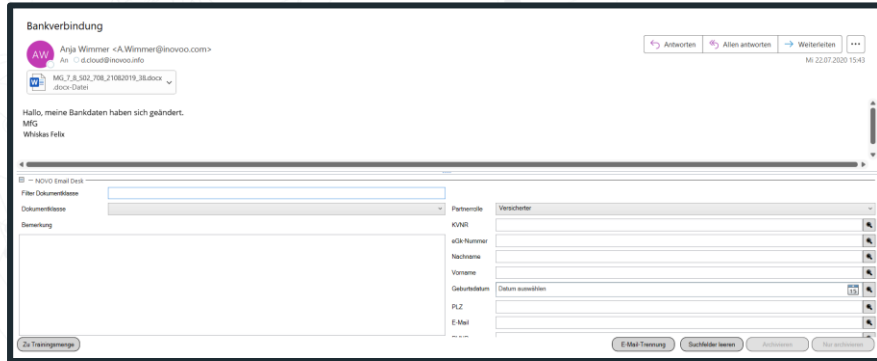 Bankverbindung
AW
Anja Wimmer <A.Wimmer@inovoo.com>
An d.cloud@inovoo.info
Antworten
Allen antworten
Weiterleiten
Mi 22.07.2020 15:43
MG_7_8_S02_708_21082019_38.docx
.docx-Datei
Hallo, meine Bankdaten haben sich geändert.
MfG
Whiskas Felix
NOVO Email Desk
Filter Dokumentklasse
Dokumentklasse
Partnerrolle Versicherter
Bemerkung
KVNR
eGk-Nummer
Nachname
Vorname
Geburtsdatum Datum auswählen 15
PLZ
E-Mail
Zu Trainingsmenge
E-Mail-Trennung
Suchfelder leeren
Archivieren
Nur archivieren